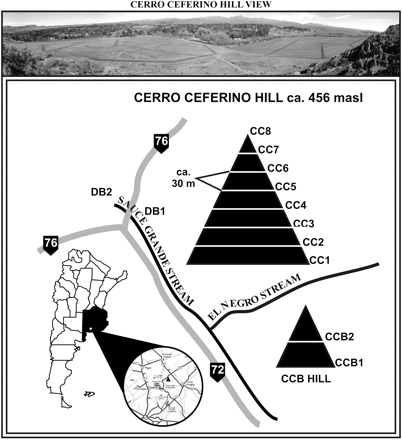 CERRO CEFERINO HILL VIEW
CERRO CEFERINO HILL ca. 456 masl
CC8
76
CC7
CC6
ca.
30 m
CC5
DB2
CC4
DB1
CC3
76
CC2
CC1
SAUCE GRANDE STREAM
EL NEGRO STREAM
CCB2
CCB1
72
CCB HILL